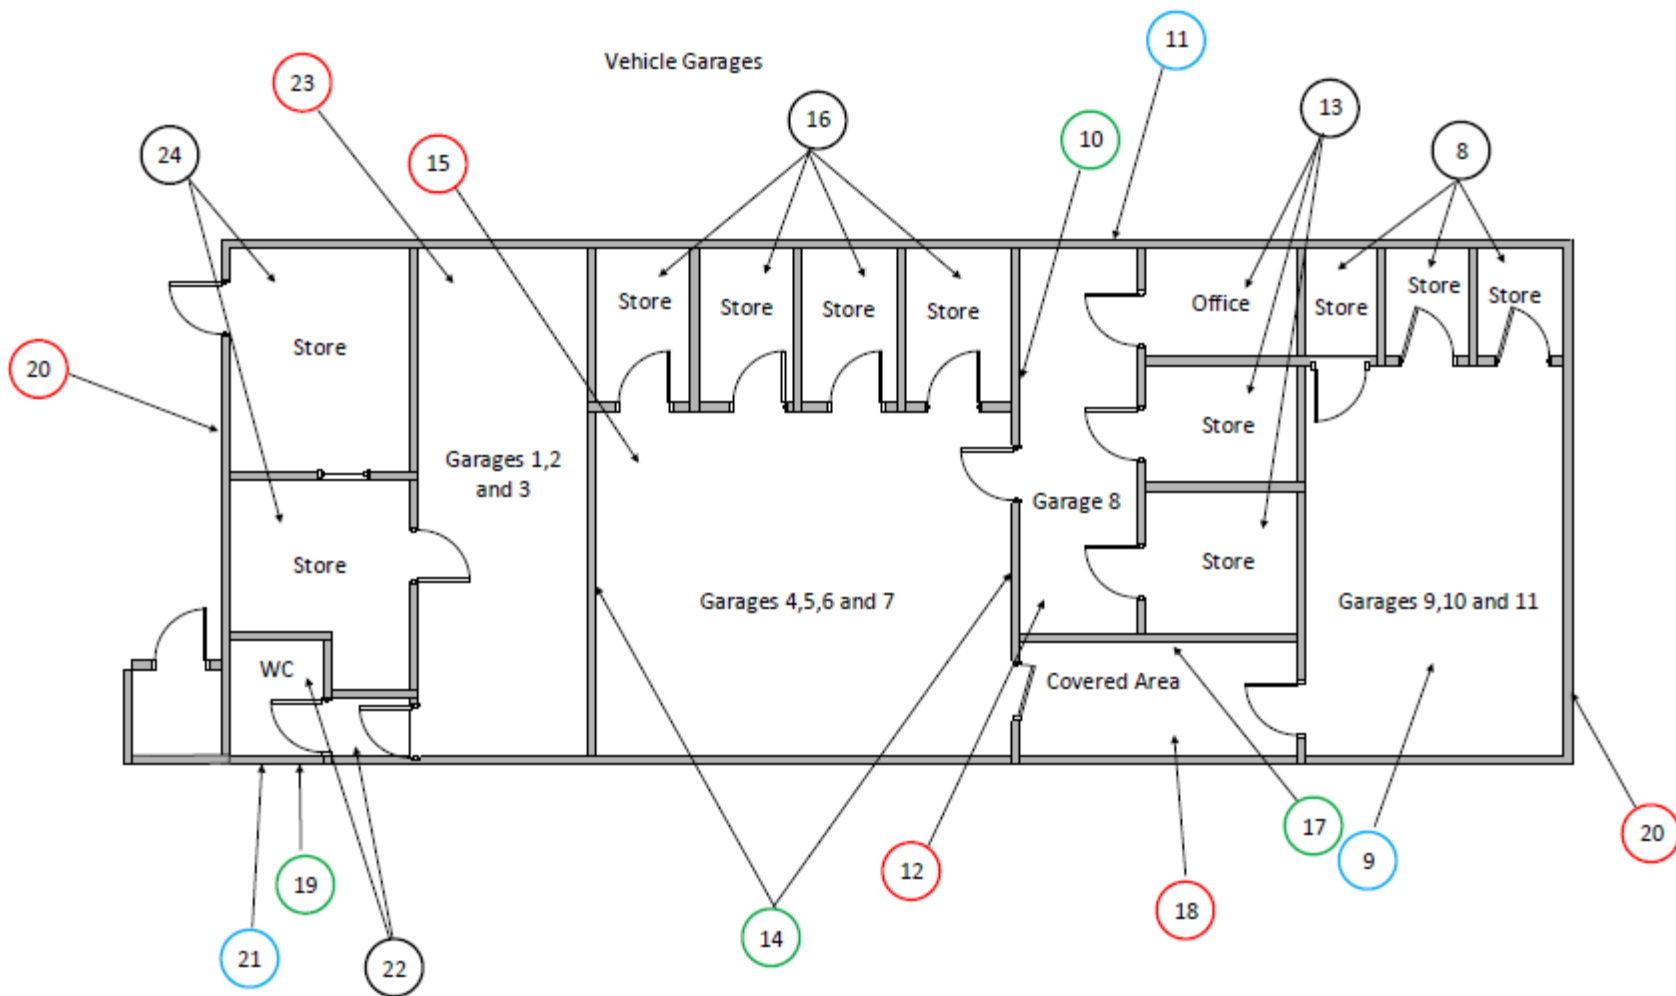 11
Vehicle Garages
23
16
13
10
8
24
15
Store
Store
Store
Store
Office
Store
Store
Store
Store
20
Store
Garages 1,2
and 3
Garage 8
Store
Store
Garages 4,5,6 and 7
Garages 9,10 and 11
WC
Covered Area
17
20
9
12
19
18
14
21
22